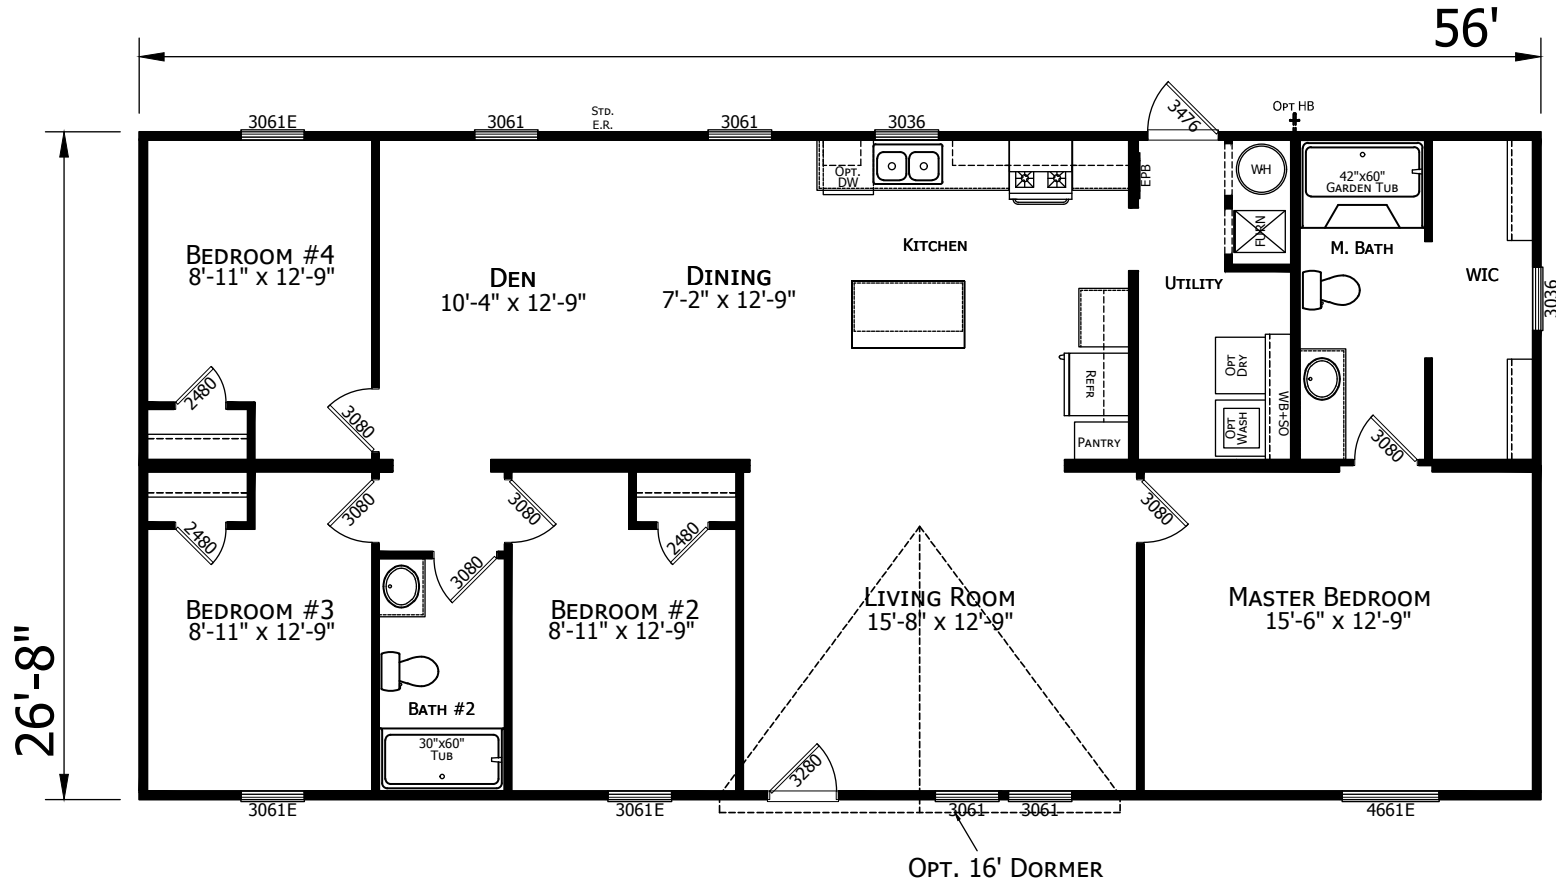 56'
3061E
3061
STD.
E.R.
3061
3036
3476
OPT HB
OPT.
DW
EPB
WH
FURN
42"x60"
GARDEN TUB
BEDROOM #4
8'-11" x 12'-9"
DEN
10'-4" x 12'-9"
DINING
7'-2" x 12'-9"
KITCHEN
UTILITY
M. BATH
WIC
3036
2480
3080
REFR
PANTRY
OPT
DRY
OPT
WASH
WB+SO
3080
2480
3080
3080
3080
2480
3080
BEDROOM #3
8'-11" x 12'-9"
BEDROOM #2
8'-11" x 12'-9"
LIVING ROOM
15'-8" x 12'-9"
MASTER BEDROOM
15'-6" x 12'-9"
26'-8"
BATH #2
30"x60"
TUB
3280
3061E
3061E
3061
3061
4661E
OPT. 16' DORMER